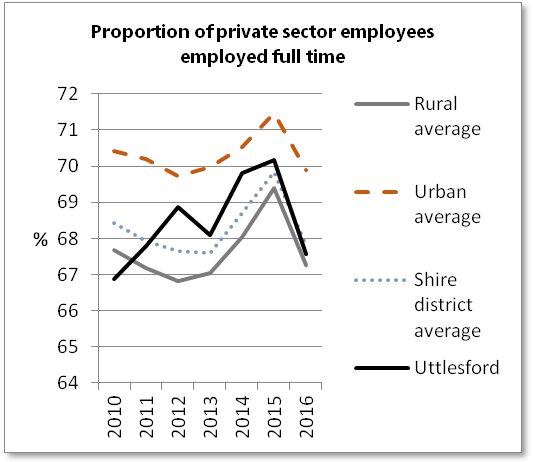 Proportion of private sector employees
employed full time
72
71
70
69
68
67
66
65
64
%
2010
2011
2012
2013
2014
2015
2016
Rural
average
Urban
average
Shire
district
average
Uttlesford